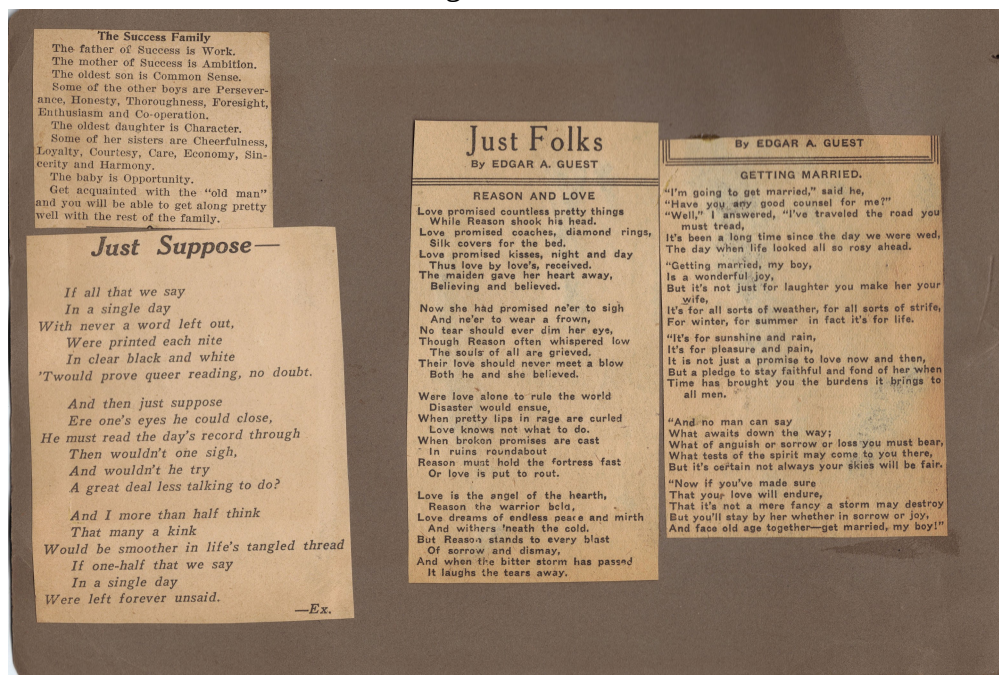 The Success Family
The father of Success is Work.
The mother of Success is Ambition.
The oldest son is Common Sense.
Some of the other boys are Persever-
ance, Honesty, Thoroughness, Foresight,
Enthusiasm and Co-operation.
The oldest daughter is Character.
Some of her sisters are Cheerfulness,
Loyalty, Courtesy, Care, Economy, Sin-
cerity and Harmony.
The baby is Opportunity.
Get acquainted with the "old man"
and you will be able to get along pretty
well with the rest of the family.
Just Suppose—
If all that we say
In a single day
With never a word left out,
Were printed each nite
In clear black and white
'Twould prove queer reading, no doubt.
And then just suppose
Ere one's eyes he could close,
He must read the day's record through
Then wouldn't one sigh,
And wouldn't he try
A great deal less talking to do?
And I more than half think
That many a kink
Would be smoother in life's tangled thread
If one-half that we say
In a single day
Were left forever unsaid.
—Ex.
Just Folks
By EDGAR A. GUEST
REASON AND LOVE
Love promised countless pretty things
While Reason shook his head.
Love promised coaches, diamond rings,
Silk covers for the bed.
Love promised kisses, night and day
Thus love by love's, received.
The maiden gave her heart away,
Believing and believed.
Now she had promised ne'er to sigh
And ne'er to wear a frown,
No tear should ever dim her eye,
Though Reason often whispered low
The souls of all are grieved.
Their love should never meet a blow
Both he and she believed.
Were love alone to rule the world
Disaster would ensue,
When pretty lips in rage are curled
Love knows not what to do.
When broken promises are cast
In ruins roundabout
Reason must hold the fortress fast
Or love is put to rout.
Love is the angel of the hearth,
Reason the warrior bold,
Love dreams of endless peace and mirth
And withers 'neath the cold.
But Reason stands to every blast
Of sorrow and dismay,
And when the bitter storm has passed
It laughs the tears away.
By EDGAR A. GUEST
GETTING MARRIED.
"I'm going to get married," said he,
"Have you any good counsel for me?"
"Well," I answered, "I've traveled the road you
must tread,
It's been a long time since the day we were wed,
The day when life looked all so rosy ahead.
"Getting married, my boy,
Is a wonderful joy,
But it's not just for laughter you make her your
wife,
It's for all sorts of weather, for all sorts of strife,
For winter, for summer in fact it's for life.
"It's for sunshine and rain,
It's for pleasure and pain,
It is not just a promise to love now and then,
But a pledge to stay faithful and fond of her when
Time has brought you the burdens it brings to
all men.
"And no man can say
What awaits down the way;
What of anguish or sorrow or loss you must bear,
What tests of the spirit may come to you there,
But it's certain not always your skies will be fair.
"Now if you've made sure
That your love will endure,
That it's not a mere fancy a storm may destroy
But you'll stay by her whether in sorrow or joy,
And face old age together—get married, my boy!"